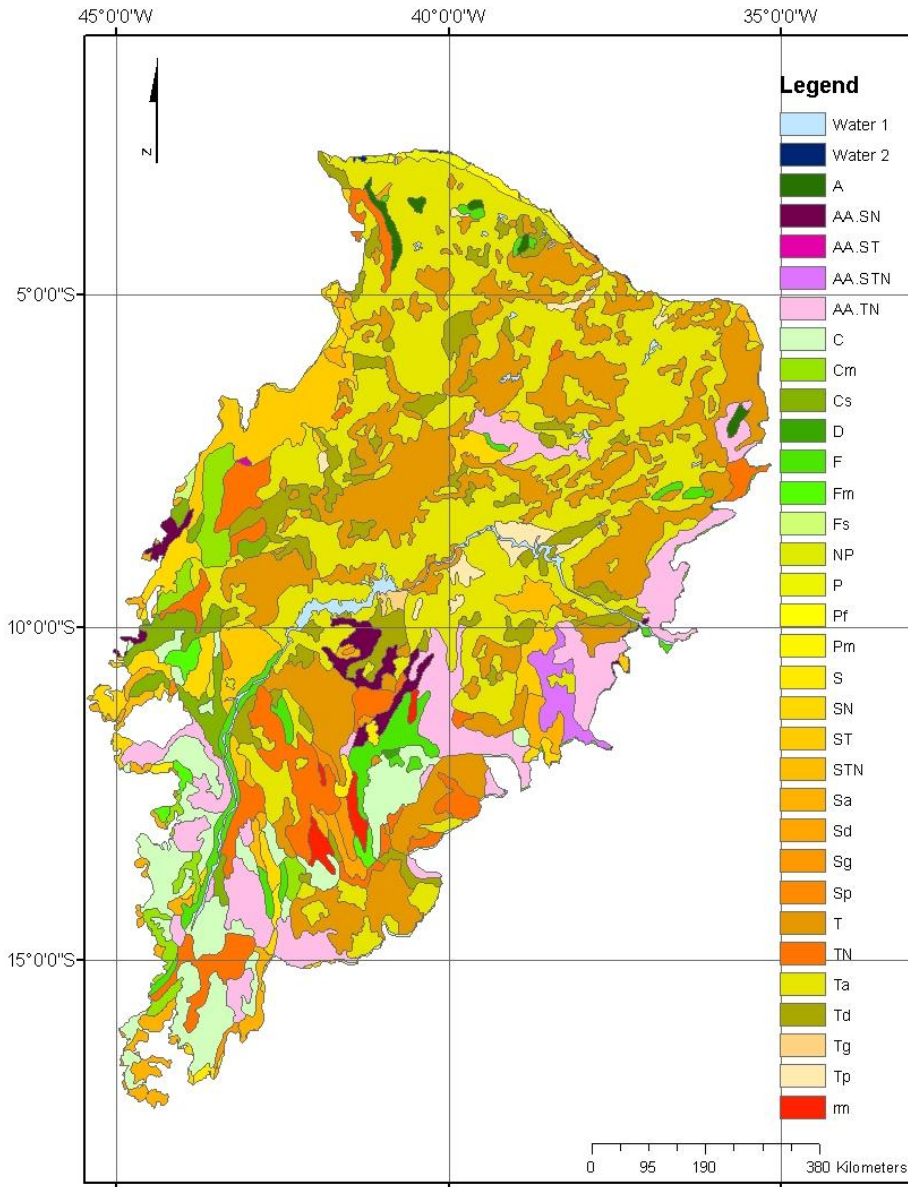 45°0'0"W 40°0'0"W 35°0'0"W
Legend
Water 1
Water 2
z
A
AA.SN
AA.ST
AA.STN
5°0'0"S
AA.TN
C
Cm
Cs
D
F
Fm
Fs
NP
P
Pf
10°0'0"S
Pm
S
SN
ST
STN
Sa
Sd
Sg
Sp
T
TN
15°0'0"S
Ta
Td
Tg
Tp
rm
0 95 190 380 Kilometers